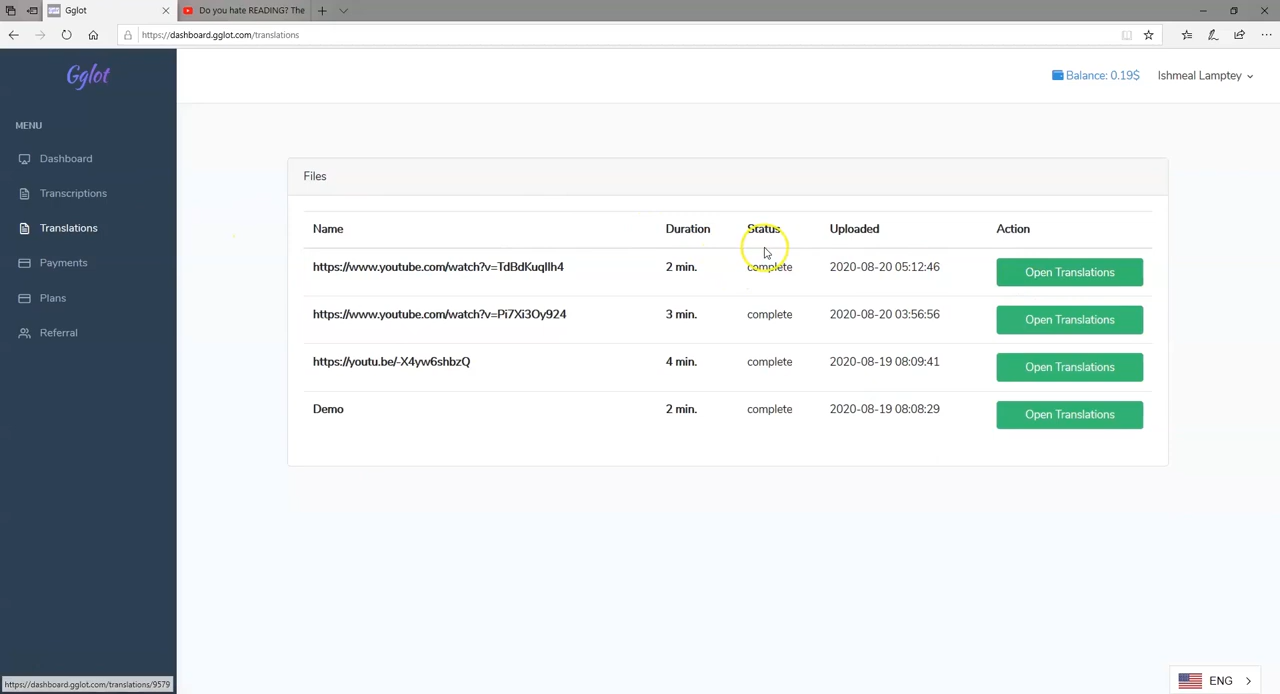 Gglot
Do you hate READING? The
https://dashboard.gglot.com/translations
Gglot
Balance: 0.19$
Ishmeal Lamptey
MENU
Dashboard
Transcriptions
Translations
Payments
Plans
Referral
Files
Name Duration Status Uploaded Action
https://www.youtube.com/watch?v=TdBdKuqIlh4 2 min. complete 2020-08-20 05:12:46 Open Translations
https://www.youtube.com/watch?v=Pi7Xi3Oy924 3 min. complete 2020-08-20 03:56:56 Open Translations
https://youtu.be/-X4yw6shbzQ 4 min. complete 2020-08-19 08:09:41 Open Translations
Demo 2 min. complete 2020-08-19 08:08:29 Open Translations
https://dashboard.gglot.com/translations/9579
ENG